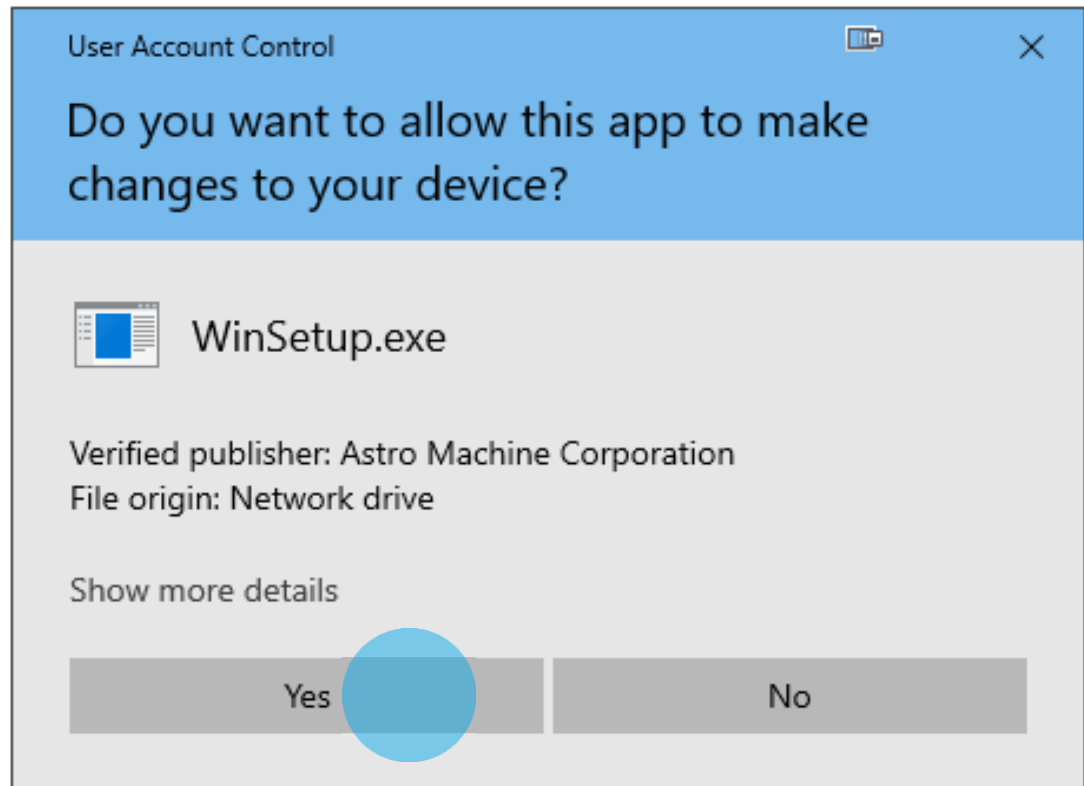 User Account Control
Do you want to allow this app to make
changes to your device?
WinSetup.exe
Verified publisher: Astro Machine Corporation
File origin: Network drive
Show more details
Yes
No